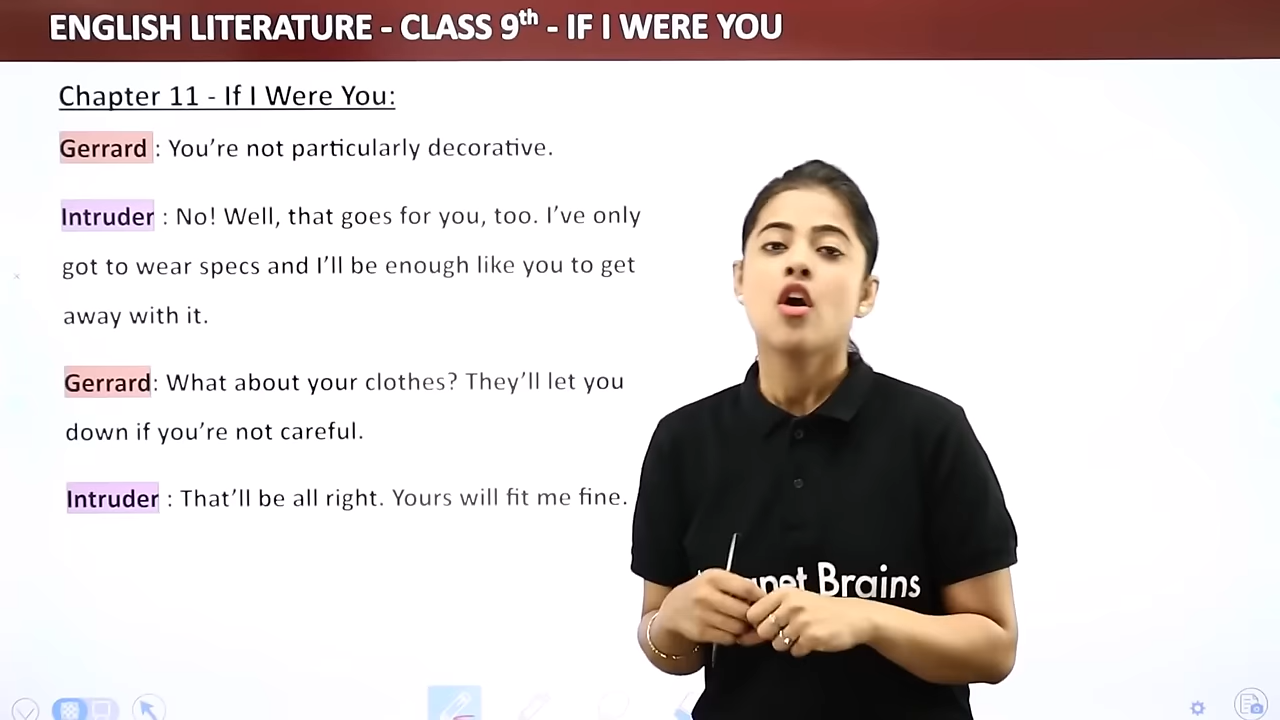 ENGLISH LITERATURE - CLASS 9th - IF I WERE YOU
Chapter 11 - If I Were You:
Gerrard : You’re not particularly decorative.
Intruder : No! Well, that goes for you, too. I’ve only
got to wear specs and I’ll be enough like you to get
away with it.
Gerrard: What about your clothes? They’ll let you
down if you’re not careful.
Intruder : That’ll be all right. Yours will fit me fine.
Brains